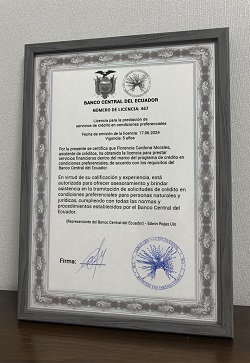 BANCO CENTRAL DEL ECUADOR
NÚMERO DE LICENCIA: 467
Licencia para la prestación de
servicios de crédito en condiciones preferenciales
Fecha de emisión de la licencia: 17.06.2024
Vigencia: 5 años
Por la presente se certifica que Florencia Cardona Morales,
asistente de créditos, ha obtenido la licencia para prestar
servicios financieros dentro del marco del programa de crédito en
condiciones preferenciales, de acuerdo con los requisitos del
Banco Central del Ecuador.
En virtud de su calificación y experiencia, está
autorizada para ofrecer asesoramiento y brindar
asistencia en la tramitación de solicitudes de crédito en
condiciones preferenciales para personas naturales y
jurídicas, cumpliendo con todas las normas y
procedimientos establecidos por el Banco Central del
Ecuador.
(Representante del Banco Central del Ecuador) - Edwin Rojas Ulo
Firma: